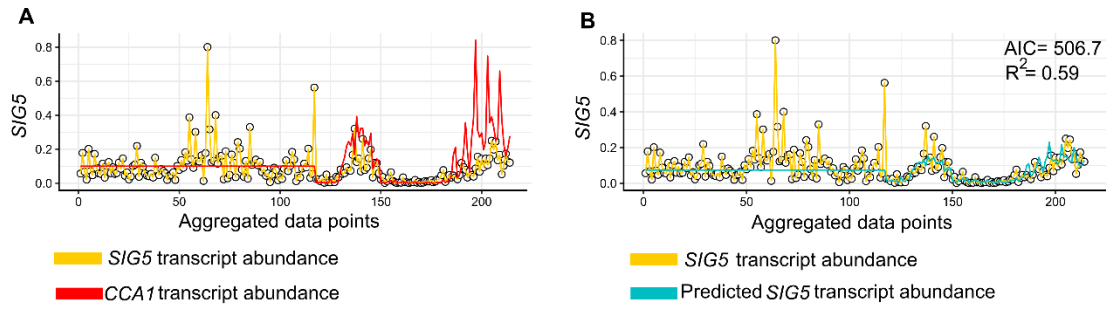 A
SIG5
0.8
0.6
0.4
0.2
0.0
0
50
100
150
200
Aggregated data points
SIG5 transcript abundance
CCA1 transcript abundance
B
SIG5
0.8
0.6
0.4
0.2
0.0
AIC= 506.7
R²= 0.59
0
50
100
150
200
Aggregated data points
SIG5 transcript abundance
Predicted SIG5 transcript abundance